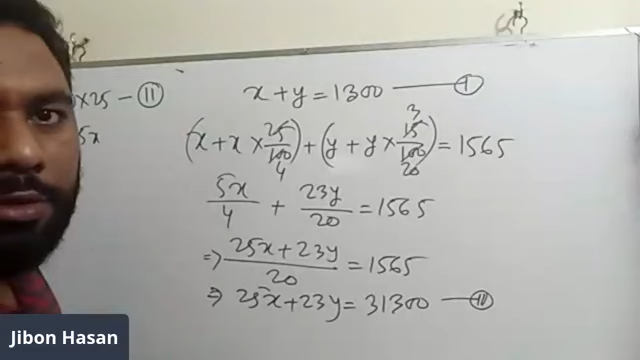 x25 - (11)
5x
x + y = 1300 —— (1)
(x + x × 25/100 4) + (y + y × 3 15/100 20) = 1565
5x/4 + 23y/20 = 1565
⇒ 25x + 23y/20 = 1565
⇒ 25x + 23y = 31300 — (11)
Jibon Hasan